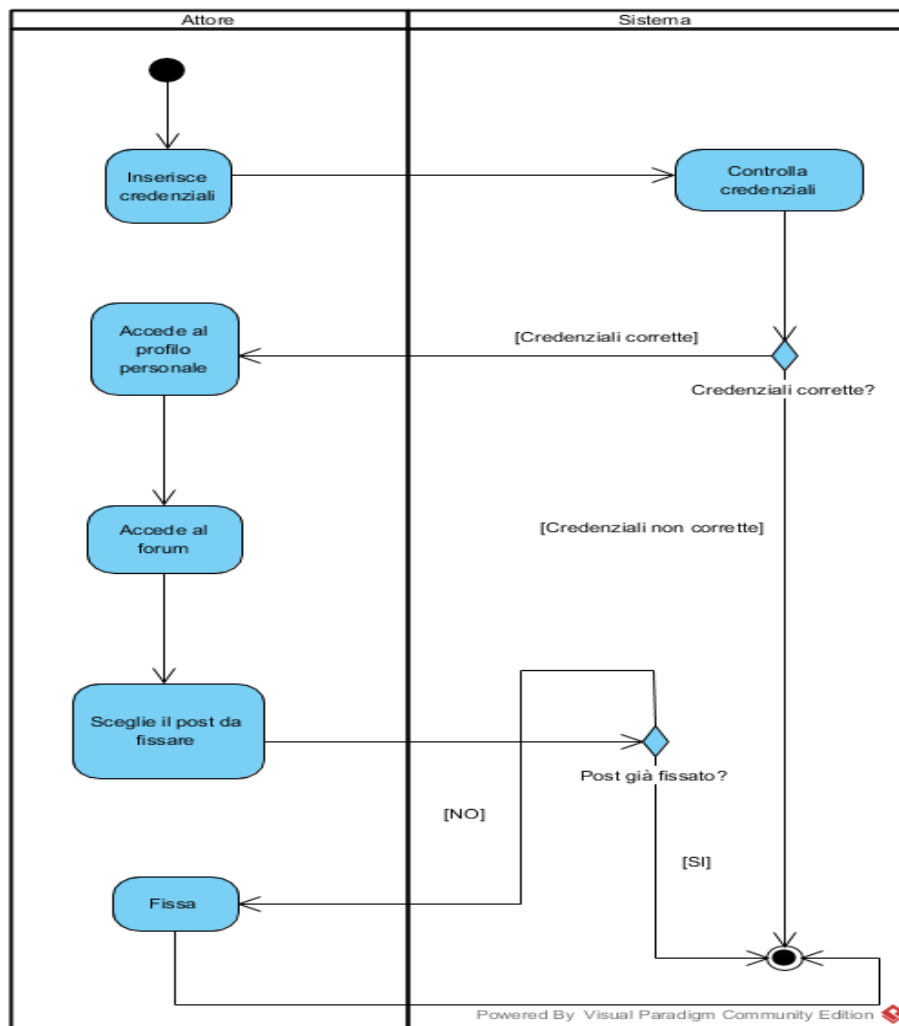 Attore
Sistema
Inserisce
credenziali
Controlla
credenziali
Accede al
profilo
personale
[Credenziali corrette]
Credenziali corrette?
Accede al
forum
[Credenziali non corrette]
Sceglie il post da
fissare
Post già fissato?
[NO]
[SI]
Fissa
Powered By Visual Paradigm Community Edition